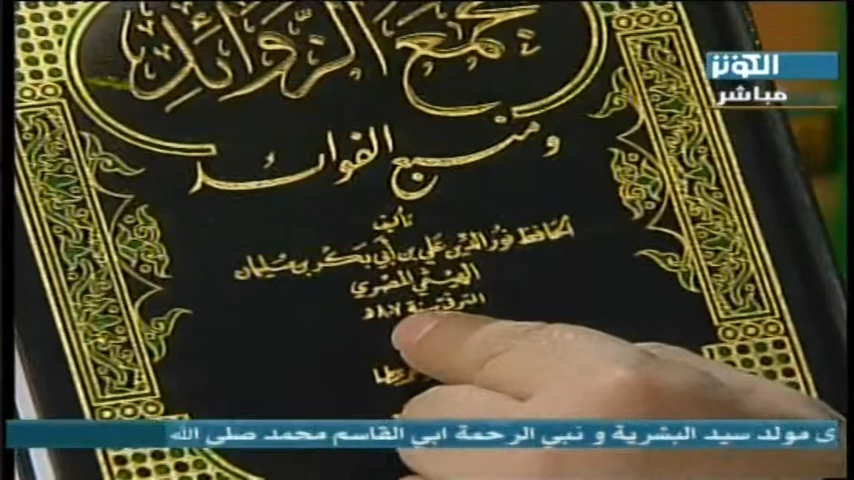 مجمع الزوائد
ومنبع الفوائد
تأليف
الحافظ نور الدين علي بن أبي بكر بن سليمان
الهيثمي المصري
المتوفى سنة ٨٠٧ هـ
الكوثر
مباشر
ى مولد سيد البشرية و نبي الرحمة ابي القاسم محمد صلى الله